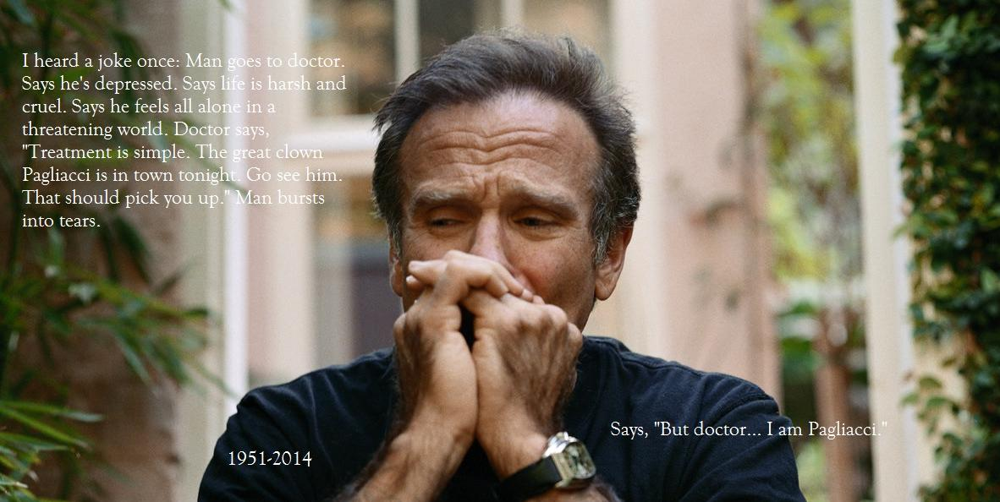 I heard a joke once: Man goes to doctor.
Says he's depressed. Says life is harsh and
cruel. Says he feels all alone in a
threatening world. Doctor says,
"Treatment is simple. The great clown
Pagliacci is in town tonight. Go see him.
That should pick you up." Man bursts
into tears.
Says, "But doctor... I am Pagliacci."
1951-2014